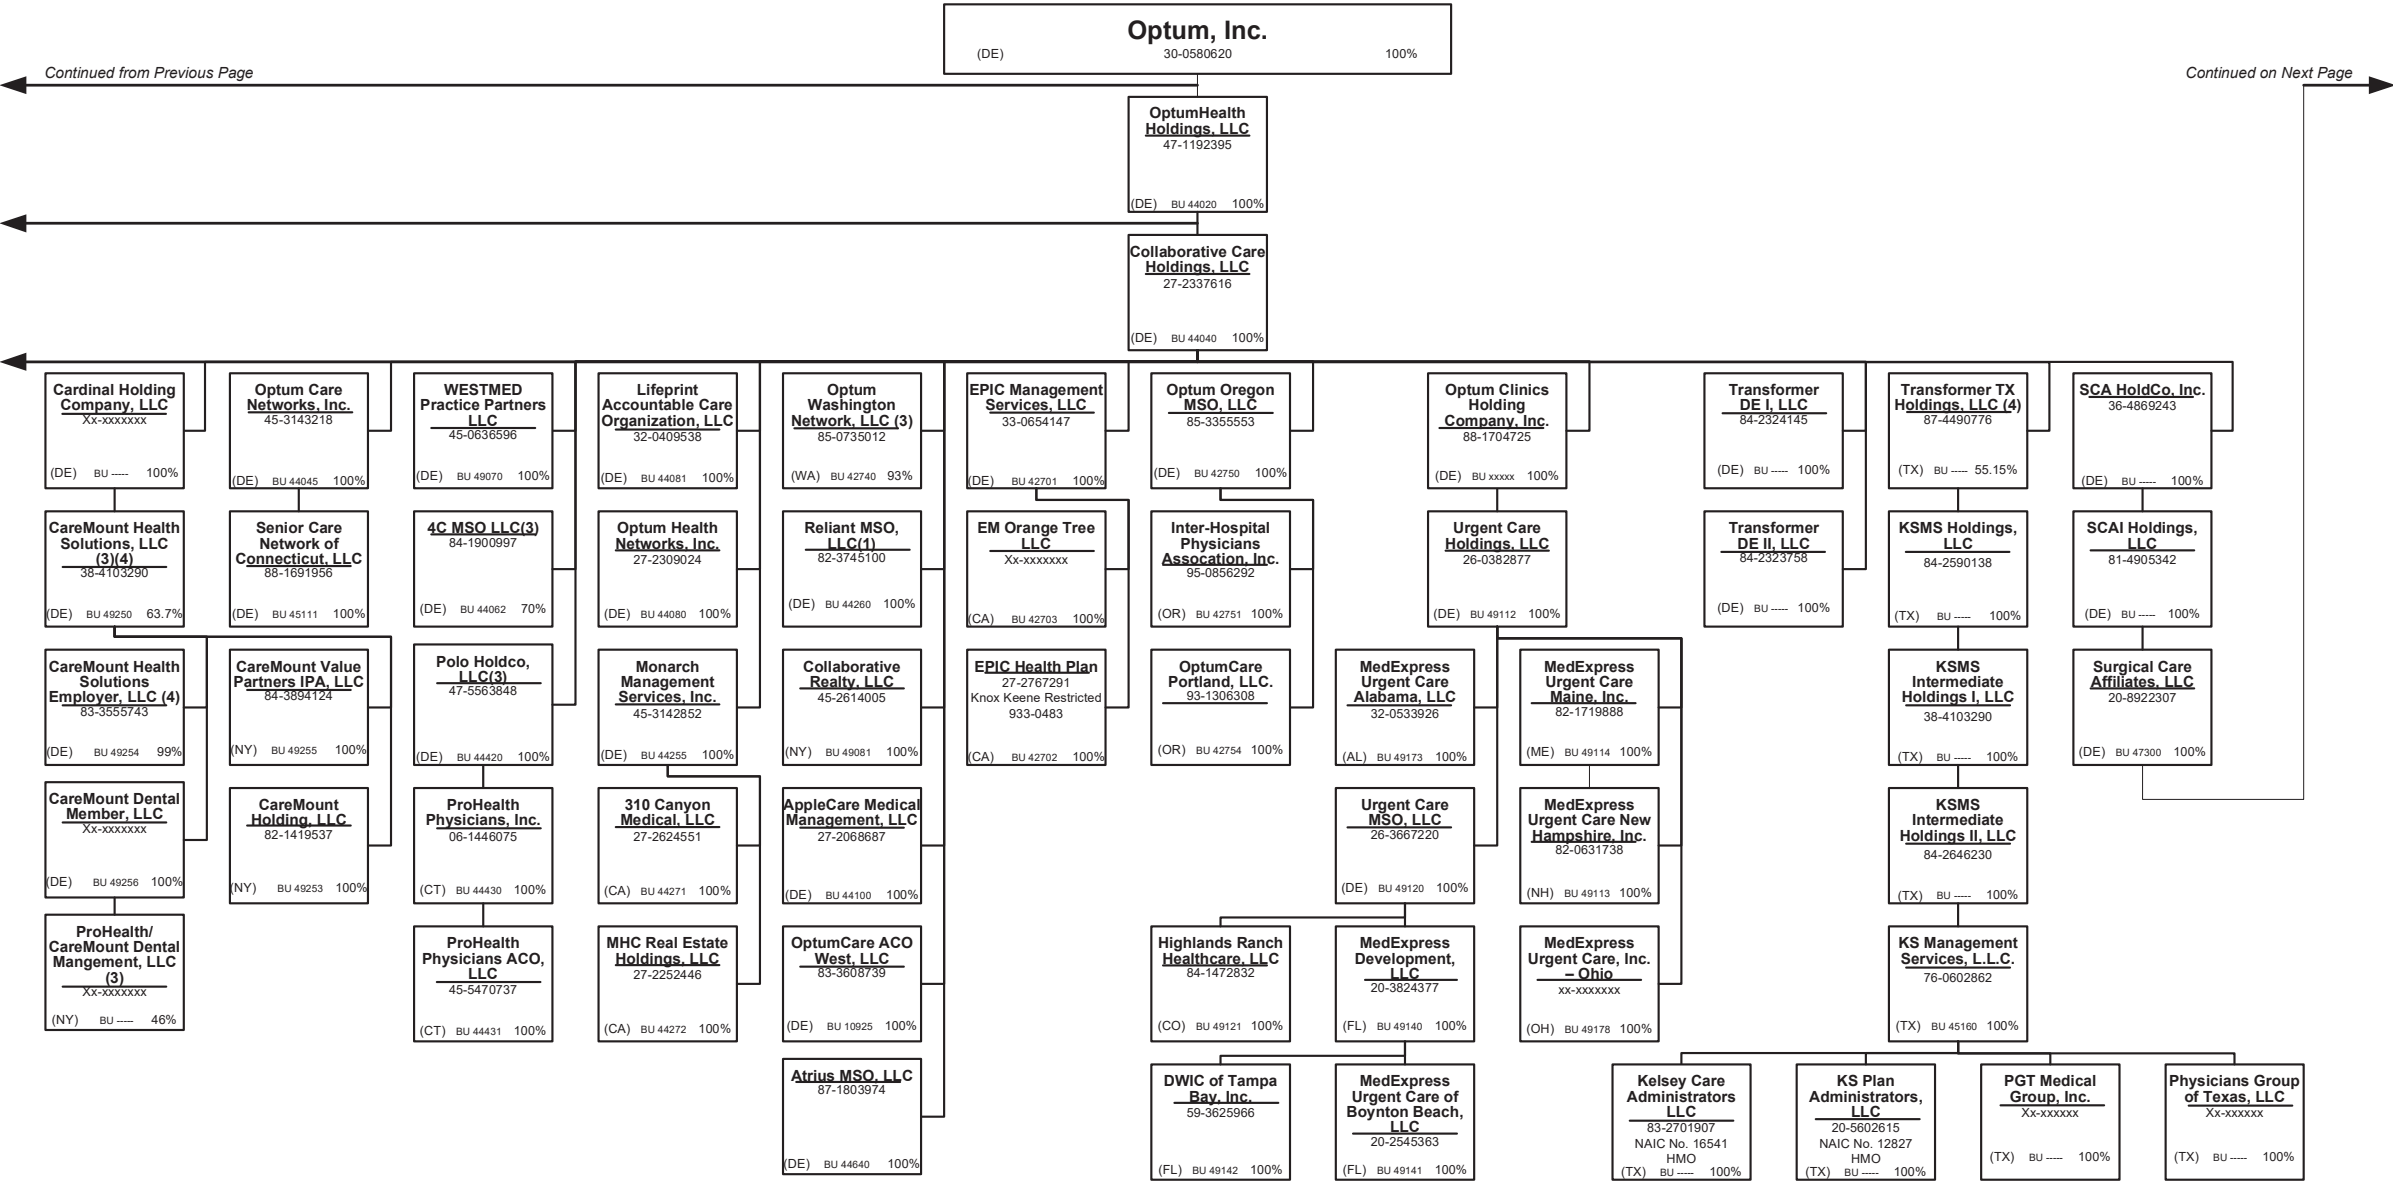 Optum, Inc.
(DE) 30-0580620 100%
Continued from Previous Page
Continued on Next Page
OptumHealth
Holdings, LLC
47-1192395
(DE) BU 44020 100%
Collaborative Care
Holdings, LLC
27-2337616
(DE) BU 44040 100%
Cardinal Holding
Company, LLC
Xx-xxxxxxx
(DE) BU ----- 100%
Optum Care
Networks, Inc.
45-3143218
(DE) BU 44045 100%
WESTMED
Practice Partners
LLC
45-0636596
(DE) BU 49070 100%
Lifeprint
Accountable Care
Organization, LLC
32-0409538
(DE) BU 44081 100%
Optum
Washington
Network, LLC (3)
85-0735012
(WA) BU 42740 93%
EPIC Management
Services, LLC
33-0654147
(DE) BU 42701 100%
Optum Oregon
MSO, LLC
85-3355553
(DE) BU 42750 100%
Optum Clinics
Holding
Company, Inc.
88-1704725
(DE) BU xxxxx 100%
Transformer
DE I, LLC
84-2324145
(DE) BU ----- 100%
Transformer TX
Holdings, LLC (4)
87-4490776
(TX) BU ----- 55.15%
SCA HoldCo, Inc.
36-4869243
(DE) BU ----- 100%
CareMount Health
Solutions, LLC
(3)(4)
38-4103290
(DE) BU 49250 63.7%
Senior Care
Network of
Connecticut, LLC
88-1691956
(DE) BU 45111 100%
4C MSO LLC(3)
84-1900997
(DE) BU 44062 70%
Optum Health
Networks, Inc.
27-2309024
(DE) BU 44080 100%
Reliant MSO,
LLC(1)
82-3745100
(DE) BU 44260 100%
EM Orange Tree
LLC
Xx-xxxxxxx
(CA) BU 42703 100%
Inter-Hospital
Physicians
Assocation, Inc.
95-0856292
(OR) BU 42751 100%
Urgent Care
Holdings, LLC
26-0382877
(DE) BU 49112 100%
Transformer
DE II, LLC
84-2323758
(DE) BU ----- 100%
KSMS Holdings,
LLC
84-2590138
(TX) BU ----- 100%
SCAI Holdings,
LLC
81-4905342
(DE) BU ----- 100%
CareMount Health
Solutions
Employer, LLC (4)
83-3555743
(DE) BU 49254 99%
CareMount Value
Partners IPA, LLC
84-3894124
(NY) BU 49255 100%
Polo Holdco,
LLC(3)
47-5563848
(DE) BU 44420 100%
Monarch
Management
Services, Inc.
45-3142852
(DE) BU 44255 100%
Collaborative
Realty, LLC
45-2614005
(NY) BU 49081 100%
EPIC Health Plan
27-2767291
Knox Keene Restricted
933-0483
(CA) BU 42702 100%
OptumCare
Portland, LLC.
93-1306308
(OR) BU 42754 100%
MedExpress
Urgent Care
Alabama, LLC
32-0533926
(AL) BU 49173 100%
MedExpress
Urgent Care
Maine, Inc.
82-1719888
(ME) BU 49114 100%
KSMS
Intermediate
Holdings I, LLC
38-4103290
(TX) BU ----- 100%
Surgical Care
Affiliates, LLC
20-8922307
(DE) BU 47300 100%
CareMount Dental
Member, LLC
Xx-xxxxxxx
(DE) BU 49256 100%
CareMount
Holding, LLC
82-1419537
(NY) BU 49253 100%
ProHealth
Physicians, Inc.
06-1446075
(CT) BU 44430 100%
310 Canyon
Medical, LLC
27-2624551
(CA) BU 44271 100%
AppleCare Medical
Management, LLC
27-2068687
(DE) BU 44100 100%
Urgent Care
MSO, LLC
26-3667220
(DE) BU 49120 100%
MedExpress
Urgent Care New
Hampshire, Inc.
82-0631738
(NH) BU 49113 100%
KSMS
Intermediate
Holdings II, LLC
84-2646230
(TX) BU ----- 100%
ProHealth/
CareMount Dental
Mangement, LLC
(3)
Xx-xxxxxxx
(NY) BU ----- 46%
ProHealth
Physicians ACO,
LLC
45-5470737
(CT) BU 44431 100%
MHC Real Estate
Holdings, LLC
27-2252446
(CA) BU 44272 100%
OptumCare ACO
West, LLC
83-3608739
(DE) BU 10925 100%
Highlands Ranch
Healthcare, LLC
84-1472832
(CO) BU 49121 100%
MedExpress
Development,
LLC
20-3824377
(FL) BU 49140 100%
MedExpress
Urgent Care, Inc.
– Ohio
xx-xxxxxxx
(OH) BU 49178 100%
KS Management
Services, L.L.C.
76-0602862
(TX) BU 45160 100%
Atrius MSO, LLC
87-1803974
(DE) BU 44640 100%
DWIC of Tampa
Bay, Inc.
59-3625966
(FL) BU 49142 100%
MedExpress
Urgent Care of
Boynton Beach,
LLC
20-2545363
(FL) BU 49141 100%
Kelsey Care
Administrators
LLC
83-2701907
NAIC No. 16541
HMO
(TX) BU ----- 100%
KS Plan
Administrators,
LLC
20-5602615
NAIC No. 12827
HMO
(TX) BU ----- 100%
PGT Medical
Group, Inc.
Xx-xxxxxx
(TX) BU ----- 100%
Physicians Group
of Texas, LLC
Xx-xxxxxx
(TX) BU ----- 100%